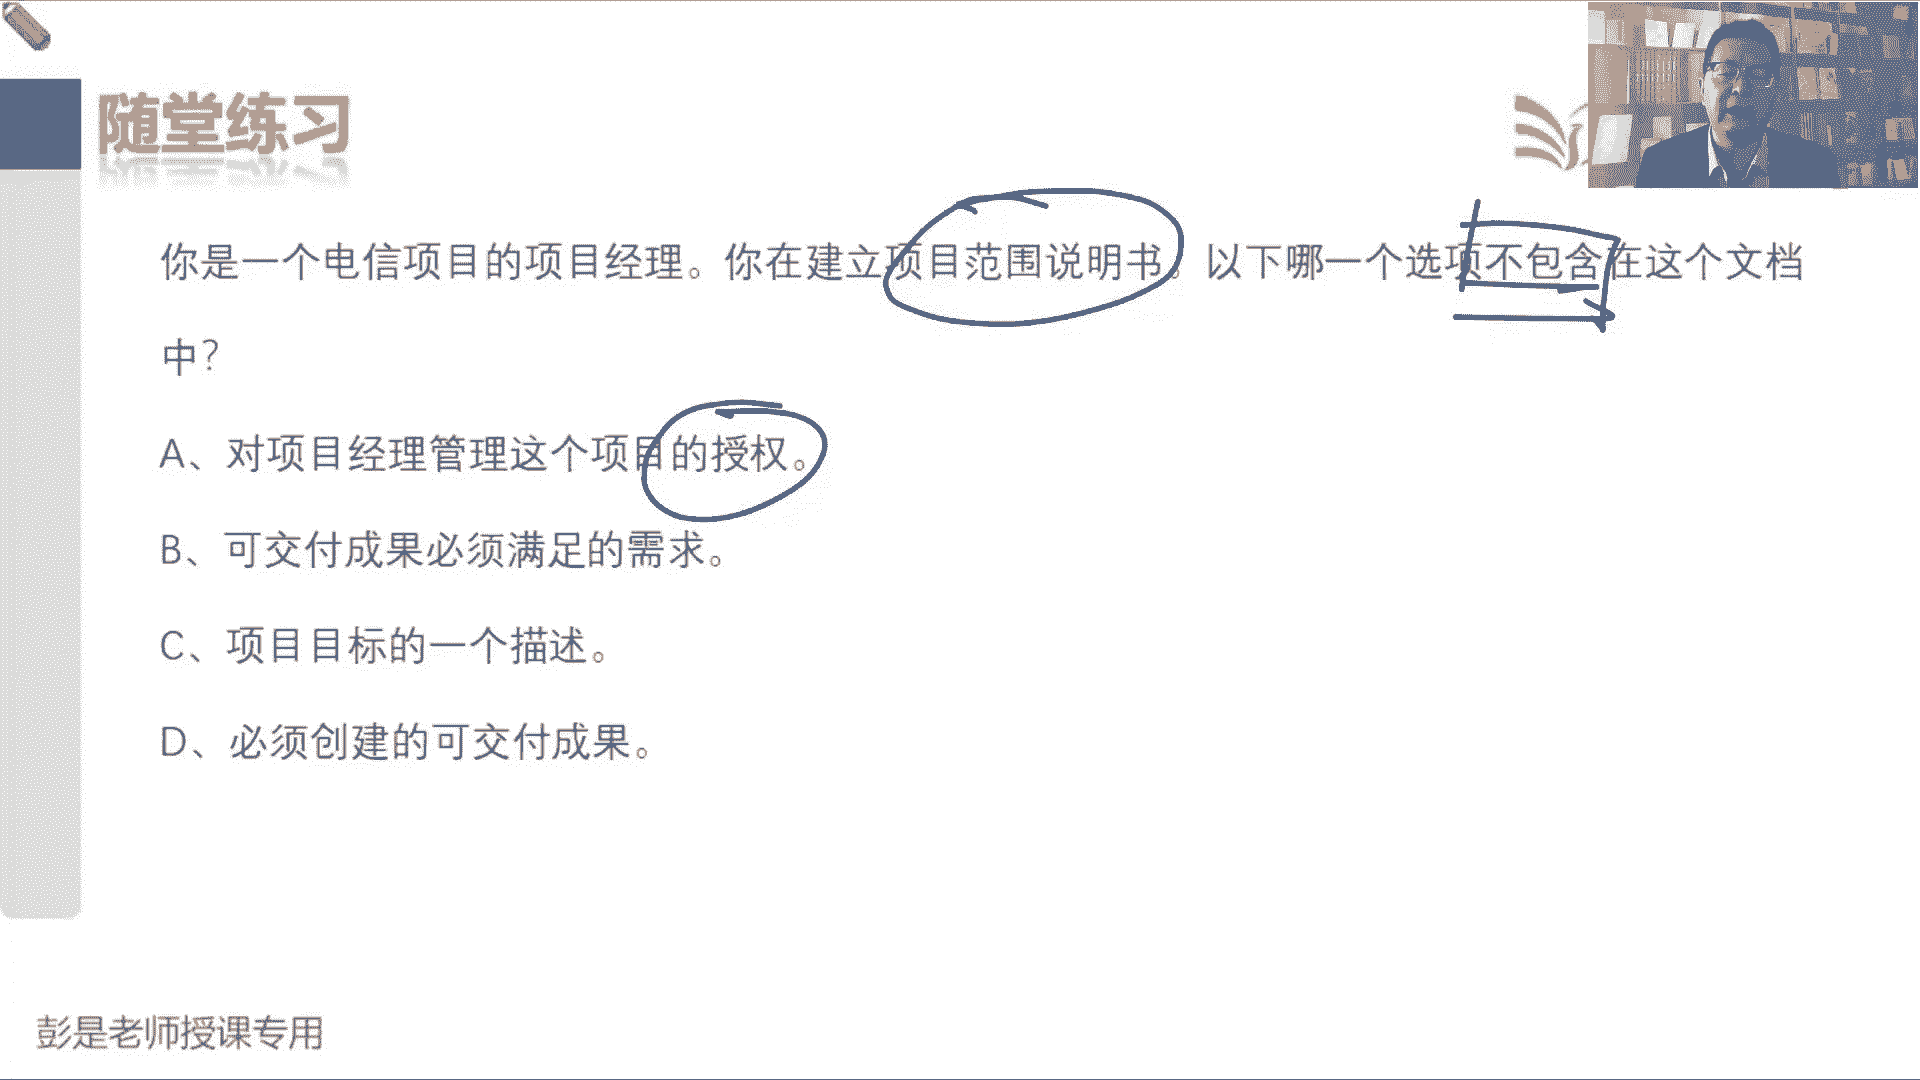 随堂练习
你是一个电信项目的项目经理。你在建立项目范围说明书。以下哪一个选项不包含在这个文档
中？
A、对项目经理管理这个项目的授权。
B、可交付成果必须满足的需求。
C、项目目标的一个描述。
D、必须创建的可交付成果。
彭是老师授课专用